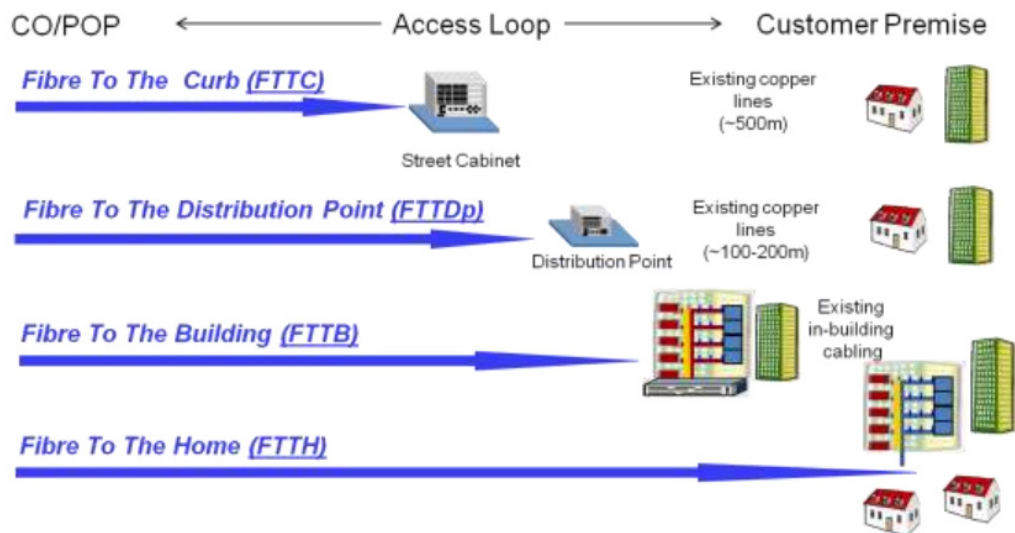 CO/POP
Access Loop
Customer Premise
Fibre To The Curb (FTTC)
Existing copper
lines
(~500m)
Street Cabinet
Fibre To The Distribution Point (FTTDp)
Existing copper
lines
(~100-200m)
Distribution Point
Fibre To The Building (FTTB)
Existing
in-building
cabling
Fibre To The Home (FTTH)